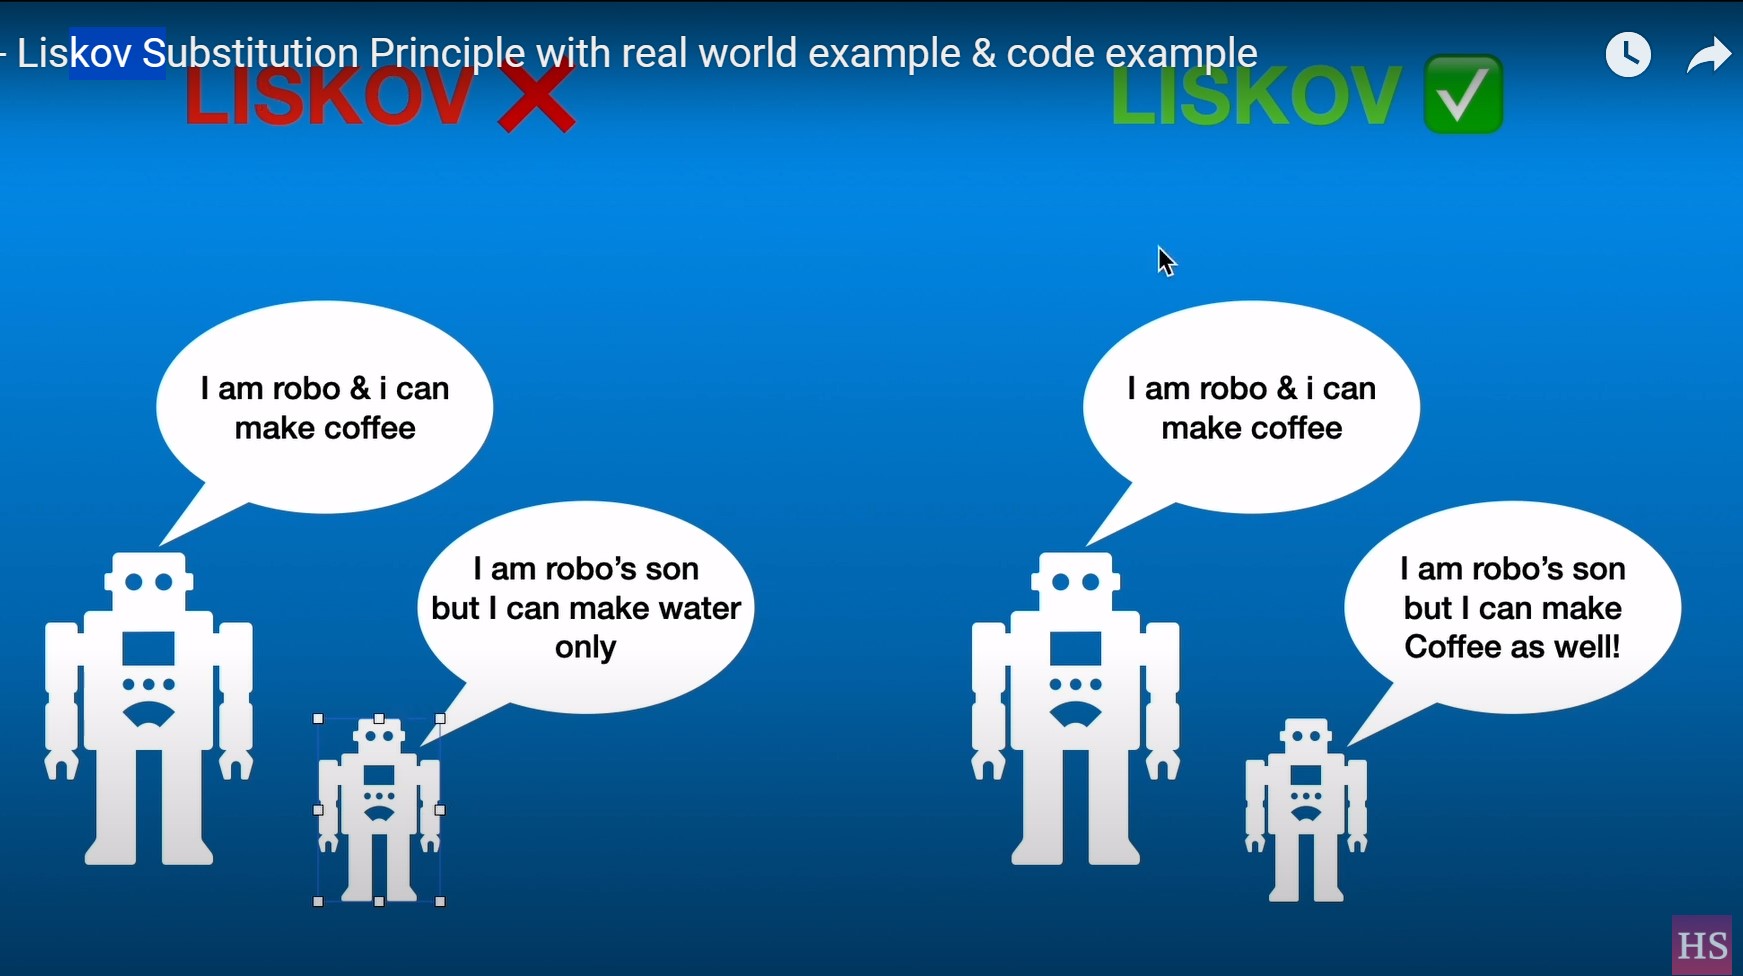 - Liskov Substitution Principle with real world example & code example
LISKOV
LISKOV
I am robo & i can
make coffee
I am robo's son
but I can make water
only
I am robo & i can
make coffee
I am robo's son
but I can make
Coffee as well!
HS